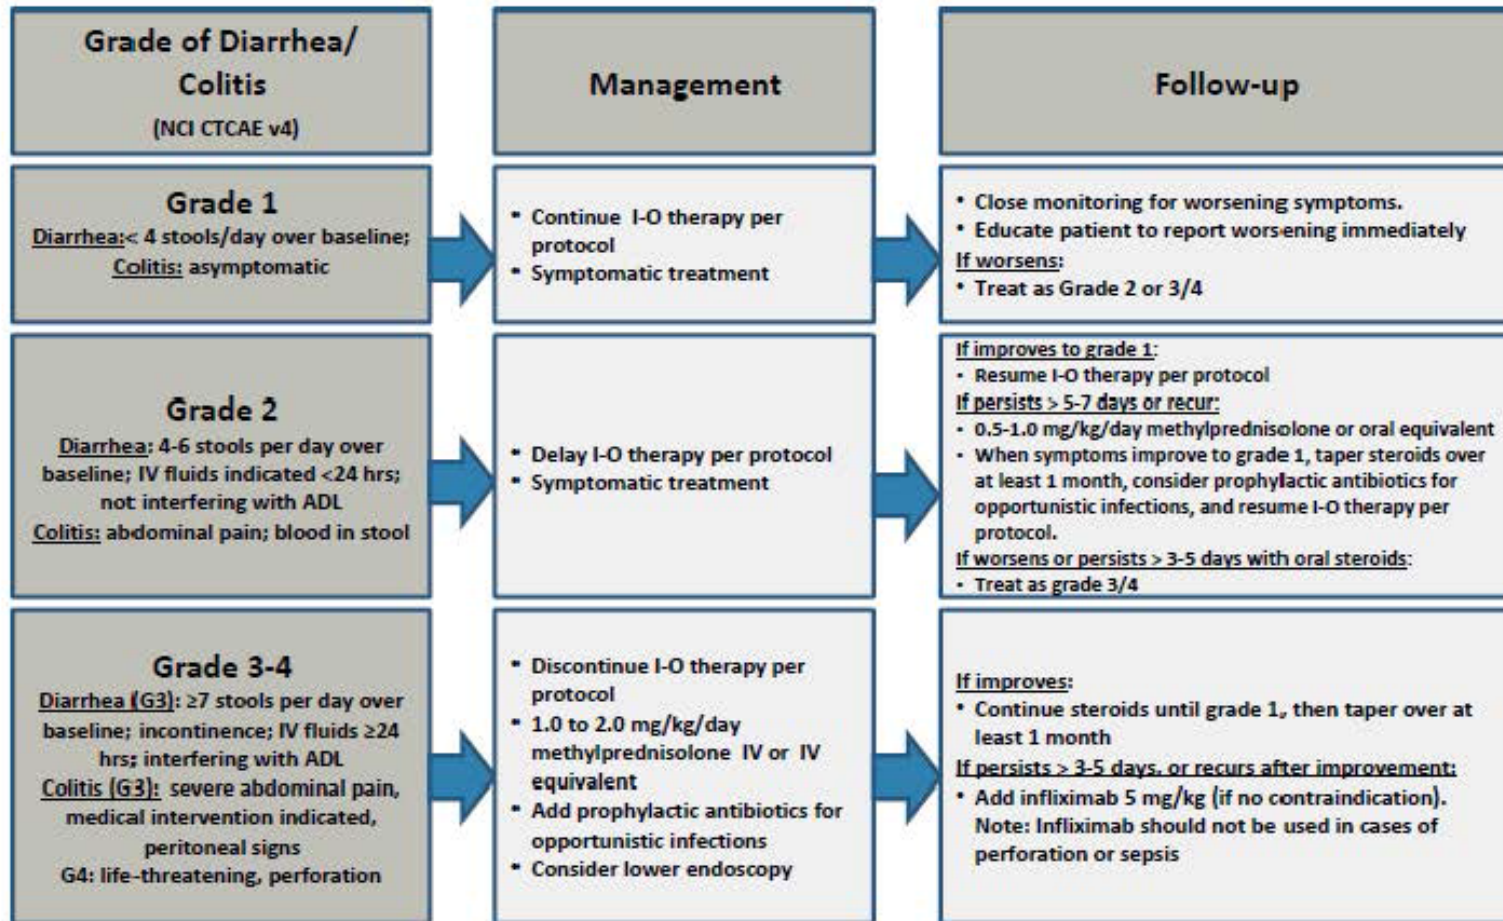 Grade of Diarrhea/
Colitis
(NCI CTCAE v4)
Management
Follow-up
Grade 1
Diarrhea:< 4 stools/day over baseline;
Colitis: asymptomatic
• Continue I-O therapy per
protocol
• Symptomatic treatment
• Close monitoring for worsening symptoms.
• Educate patient to report worsening immediately
If worsens:
• Treat as Grade 2 or 3/4
Grade 2
Diarrhea: 4-6 stools per day over
baseline; IV fluids indicated <24 hrs;
not interfering with ADL
Colitis: abdominal pain; blood in stool
• Delay I-O therapy per protocol
• Symptomatic treatment
If improves to grade 1:
• Resume I-O therapy per protocol
If persists > 5-7 days or recur:
• 0.5-1.0 mg/kg/day methylprednisolone or oral equivalent
• When symptoms improve to grade 1, taper steroids over
at least 1 month, consider prophylactic antibiotics for
opportunistic infections, and resume I-O therapy per
protocol.
If worsens or persists > 3-5 days with oral steroids:
• Treat as grade 3/4
Grade 3-4
Diarrhea (G3): ≥7 stools per day over
baseline; incontinence; IV fluids ≥24
hrs; interfering with ADL
Colitis (G3): severe abdominal pain,
medical intervention indicated,
peritoneal signs
G4: life-threatening, perforation
• Discontinue I-O therapy per
protocol
• 1.0 to 2.0 mg/kg/day
methylprednisolone IV or IV
equivalent
• Add prophylactic antibiotics for
opportunistic infections
• Consider lower endoscopy
If improves:
• Continue steroids until grade 1, then taper over at
least 1 month
If persists > 3-5 days, or recurs after improvement:
• Add infliximab 5 mg/kg (if no contraindication).
Note: Infliximab should not be used in cases of
perforation or sepsis